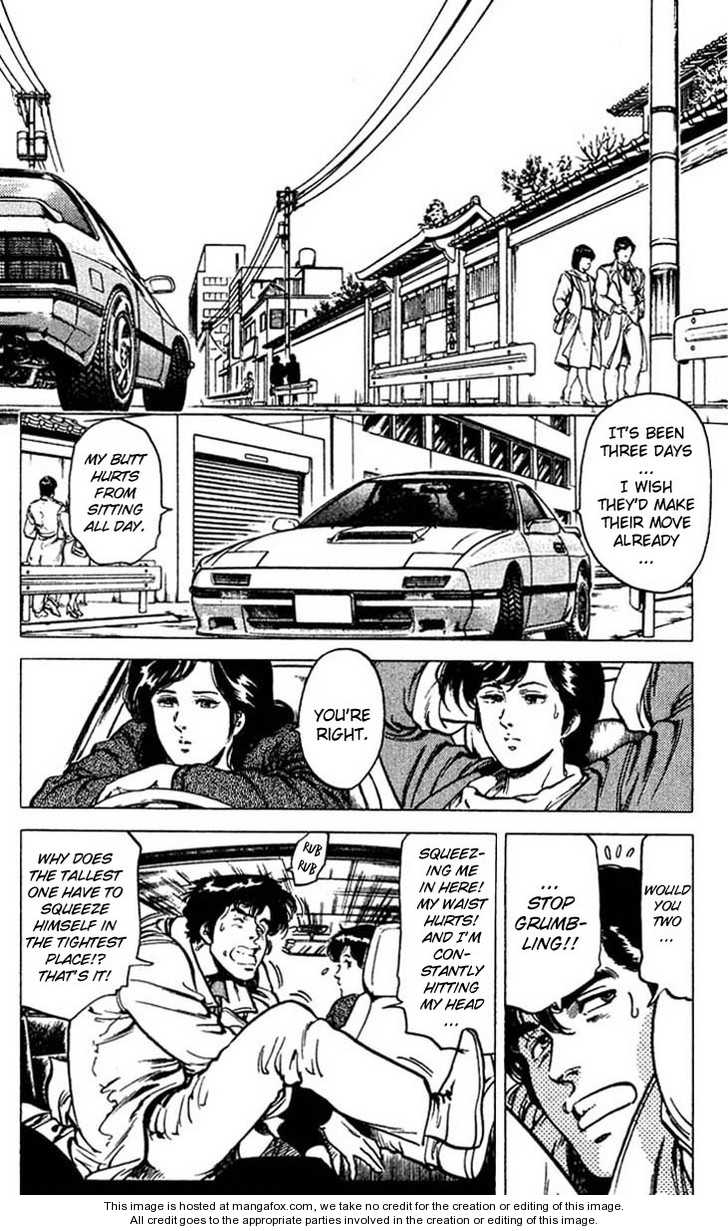 IT'S BEEN
THREE DAYS
...
I WISH
THEY'D MAKE
THEIR MOVE
ALREADY
...
MY BUTT
HURTS
FROM
SITTING
ALL DAY.
YOU'RE
RIGHT.
WOULD
YOU
TWO
...
...
STOP
GRUMB-
LING!!
SQUEEZ-
ING ME
IN HERE!
MY WAIST
HURTS!
AND I'M
CON-
STANTLY
HITTING
MY HEAD
...
RUB
RUB
WHY DOES
THE TALLEST
ONE HAVE TO
SQUEEZE
HIMSELF IN
THE TIGHTEST
PLACE!?
THAT'S IT!
This image is hosted at mangafox.com, we take no credit for the creation or editing of this image.
All credit goes to the appropriate parties involved in the creation or editing of this image.